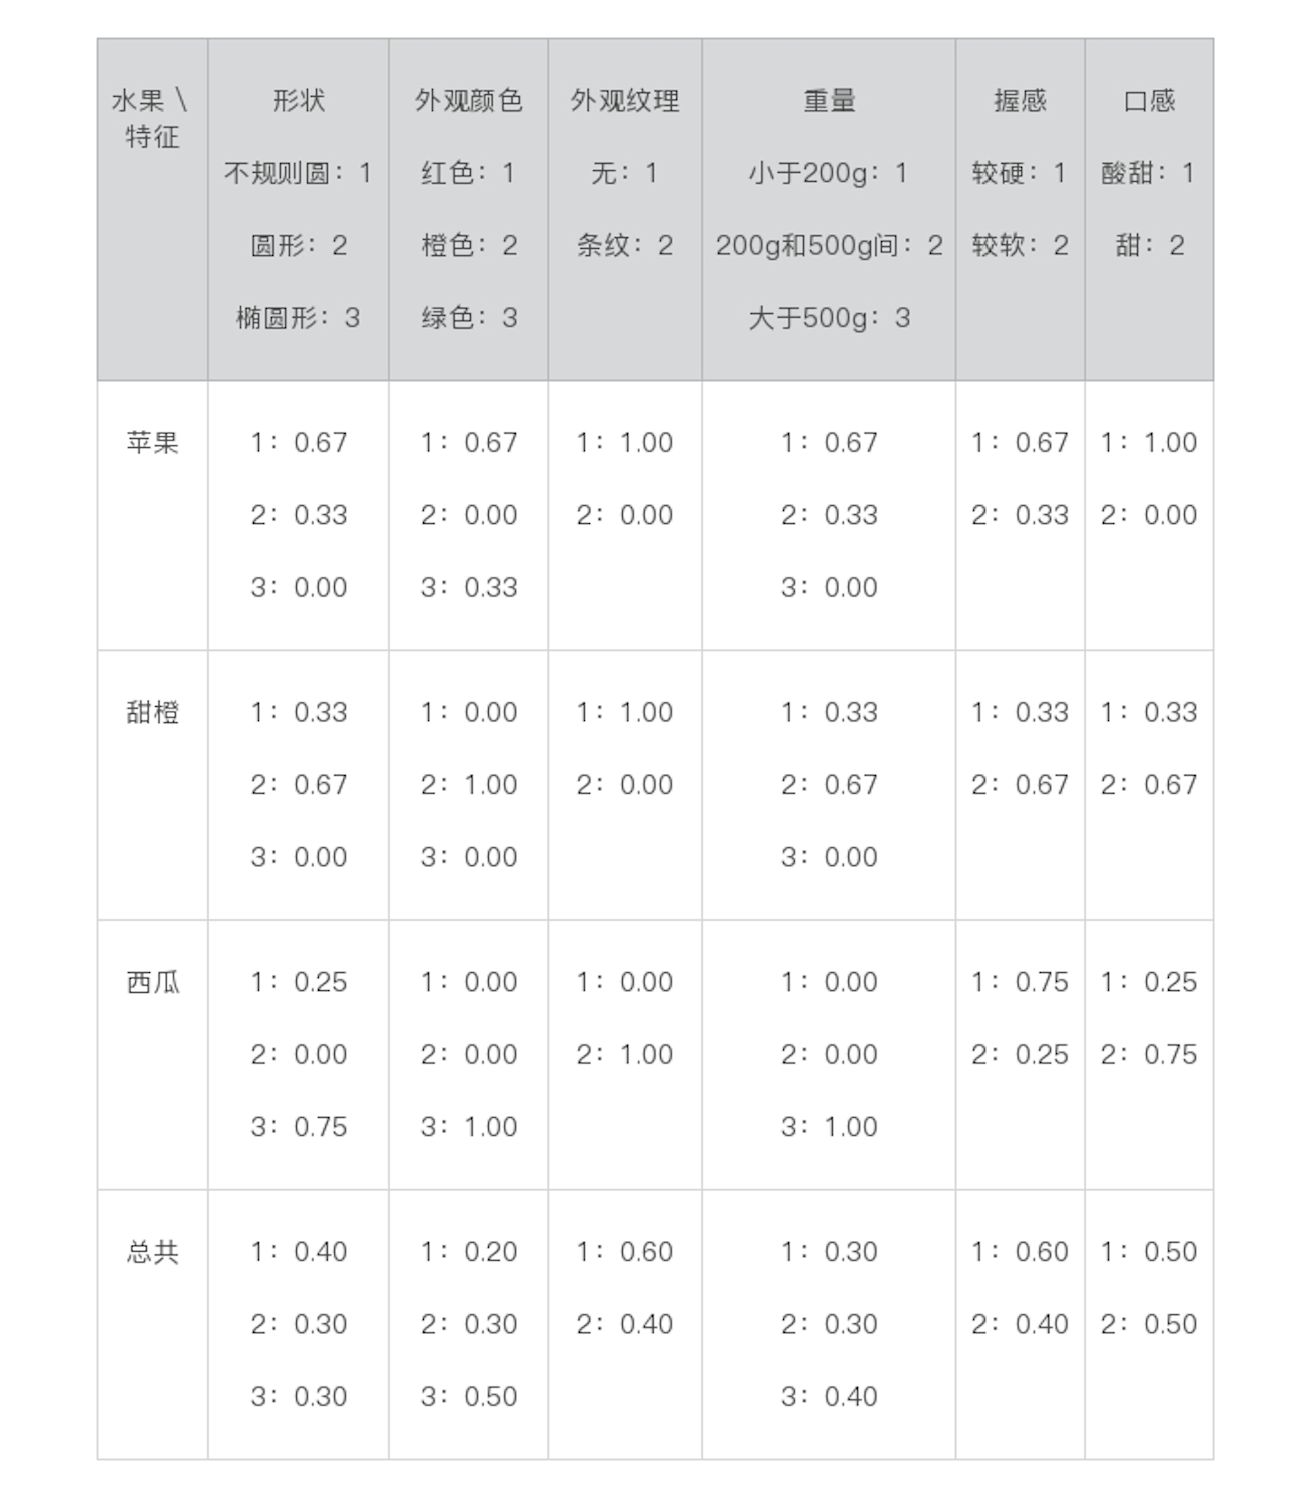 水果 \ 特征
形状
不规则圆：1
圆形：2
椭圆形：3
外观颜色
红色：1
橙色：2
绿色：3
外观纹理
无：1
条纹：2
重量
小于200g：1
200g和500g间：2
大于500g：3
握感
较硬：1
较软：2
口感
酸甜：1
甜：2
苹果
1：0.67
2：0.33
3：0.00
1：0.67
2：0.00
3：0.33
1：1.00
2：0.00
1：0.67
2：0.33
3：0.00
1：0.67
2：0.33
1：1.00
2：0.00
甜橙
1：0.33
2：0.67
3：0.00
1：0.00
2：1.00
3：0.00
1：1.00
2：0.00
1：0.33
2：0.67
3：0.00
1：0.33
2：0.67
1：0.33
2：0.67
西瓜
1：0.25
2：0.00
3：0.75
1：0.00
2：0.00
3：1.00
1：0.00
2：1.00
1：0.00
2：0.00
3：1.00
1：0.75
2：0.25
1：0.25
2：0.75
总共
1：0.40
2：0.30
3：0.30
1：0.20
2：0.30
3：0.50
1：0.60
2：0.40
1：0.30
2：0.30
3：0.40
1：0.60
2：0.40
1：0.50
2：0.50